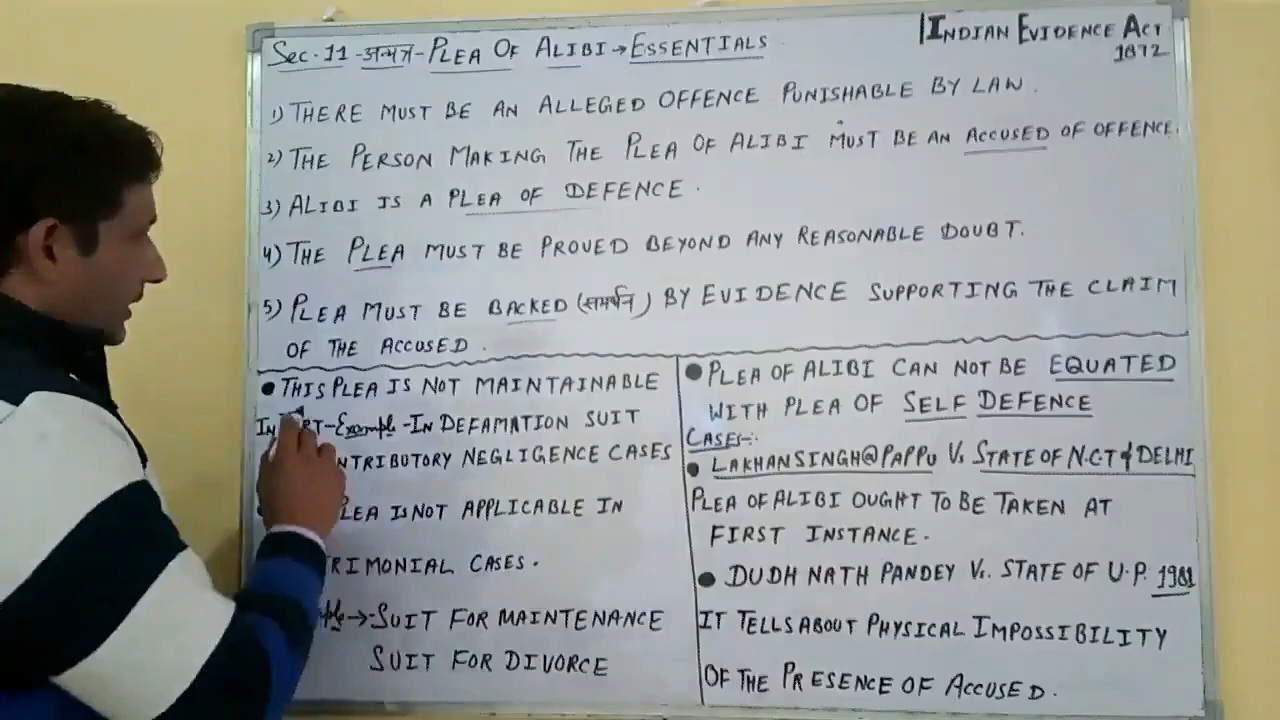 Sec.11-अन्यत्र-PLEA OF ALIBI→ESSENTIALS
INDIAN EVIDENCE ACT
1872
1) THERE MUST BE AN ALLEGED OFFENCE PUNISHABLE BY LAW.
2) THE PERSON MAKING THE PLEA OF ALIBI MUST BE AN ACCUSED OF OFFENCE.
3) ALIBI IS A PLEA OF DEFENCE.
4) THE PLEA MUST BE PROVED BEYOND ANY REASONABLE DOUBT.
5) PLEA MUST BE BACKED (समर्थन) BY EVIDENCE SUPPORTING THE CLAIM
OF THE ACCUSED.
● THIS PLEA IS NOT MAINTAINABLE
IN RT-Example-IN DEFAMATION SUIT
NTRIBUTORY NEGLIGENCE CASES
LEA IS NOT APPLICABLE IN
RIMONIAL CASES.
→-SUIT FOR MAINTENANCE
SUIT FOR DIVORCE
● PLEA OF ALIBI CAN NOT BE EQUATED
WITH PLEA OF SELF DEFENCE
CASES-:
● LAKHANSINGH@PAPPU Vs STATE OF N.CT of DELHI
PLEA OF ALIBI OUGHT TO BE TAKEN AT
FIRST INSTANCE.
● DUDH NATH PANDEY Vs. STATE OF U.P. 1981
IT TELLS ABOUT PHYSICAL IMPOSSIBILITY
OF THE PRESENCE OF ACCUSED.